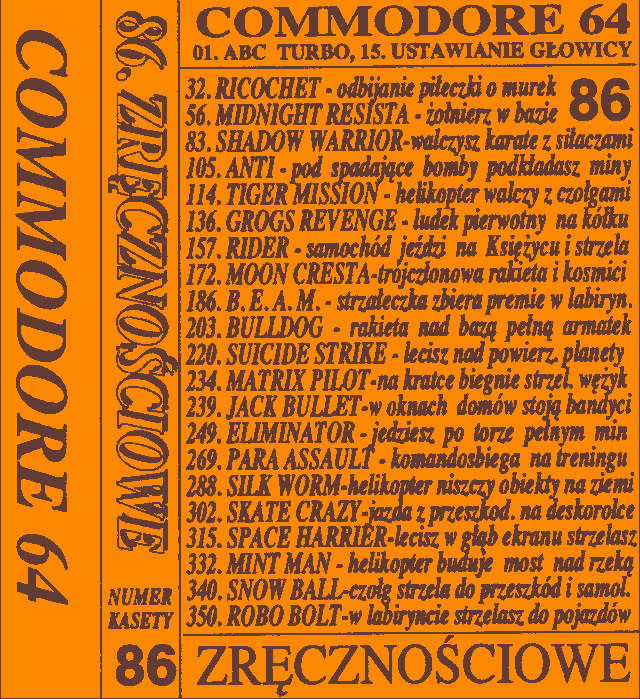 COMMODORE 64
86. ZRĘCZNOŚCIOWE
NUMER
KASETY
86
COMMODORE 64
01. ABC TURBO, 15. USTAWIANIE GŁOWICY
86
32. RICOCHET - odbijanie piłeczki o murek
56. MIDNIGHT RESISTA - żołnierz w bazie
83. SHADOW WARRIOR-walczysz karate z siłaczami
105. ANTI - pod spadające bomby podkładasz miny
114. TIGER MISSION - helikopter walczy z czołgami
136. GROGS REVENGE - ludek pierwotny na kółku
157. RIDER - samochód jeździ na Księżycu i strzela
172. MOON CRESTA-trójczłonowa rakieta i kosmici
186. B. E. A. M. - strzałeczka zbiera premie w labiryn.
203. BULLDOG - rakieta nad bazą pełną armatek
220. SUICIDE STRIKE - lecisz nad powierz. planety
234. MATRIX PILOT-na kratce biegnie strzel. wężyk
239. JACK BULLET-w oknach domów stoją bandyci
249. ELIMINATOR - jedziesz po torze pełnym min
269. PARA ASSAULT - komandosbiega na treningu
288. SILK WORM-helikopter niszczy obiekty na ziemi
302. SKATE CRAZY-jazda z przeszkod. na deskorolce
315. SPACE HARRIER-lecisz w głąb ekranu strzelasz
332. MINT MAN - helikopter buduje most nad rzeką
340. SNOW BALL-czołg strzela do przeszkód i samol.
350. ROBO BOLT-w labiryncie strzelasz do pojazdów
ZRĘCZNOŚCIOWE